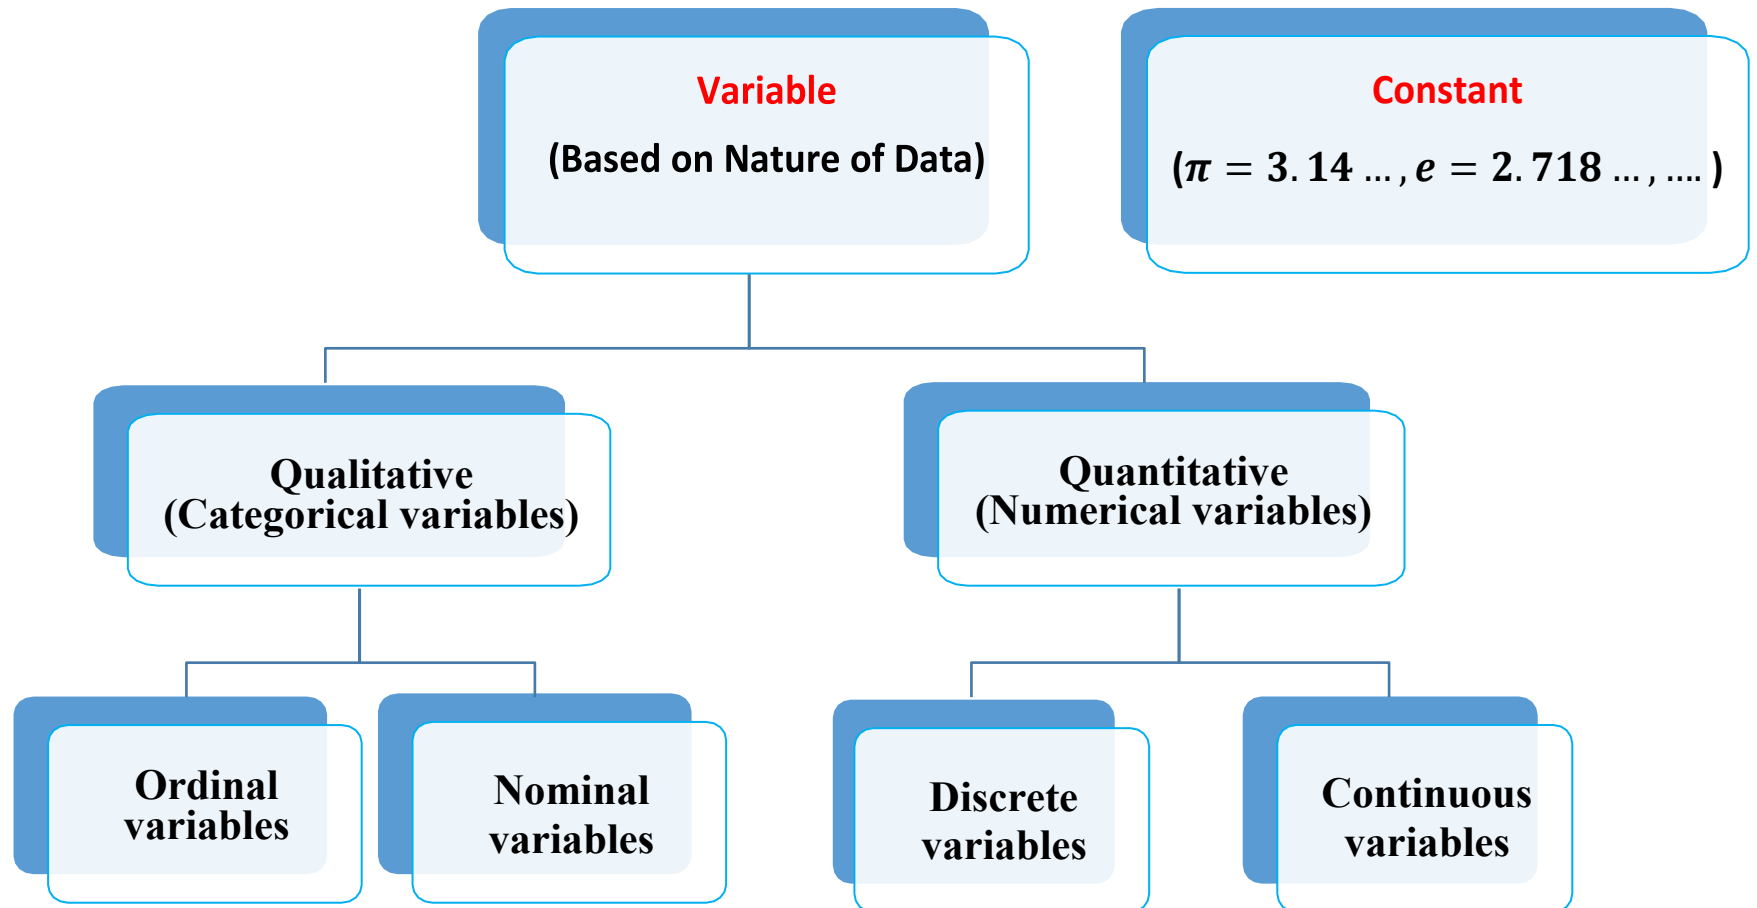 Variable
(Based on Nature of Data)
Constant
(𝝅 = 𝟑. 𝟏𝟒 … , 𝒆 = 𝟐. 𝟕𝟏𝟖 … , …. )
Qualitative
(Categorical variables)
Quantitative
(Numerical variables)
Ordinal
variables
Nominal
variables
Discrete
variables
Continuous
variables